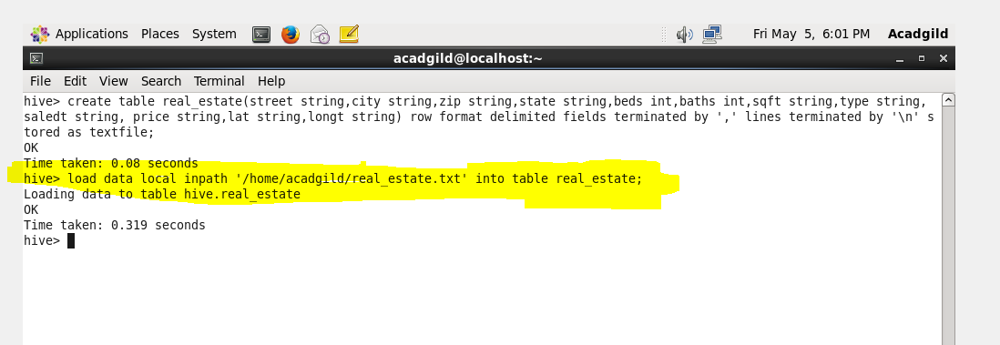 Applications Places System Fri May 5, 6:01 PM Acadgild
acadgild@localhost:~
File Edit View Search Terminal Help
hive> create table real_estate(street string,city string,zip string,state string,beds int,baths int,sqft string,type string,
saledt string, price string,lat string,longt string) row format delimited fields terminated by ',' lines terminated by '\n' s
tored as textfile;
OK
Time taken: 0.08 seconds
hive> load data local inpath '/home/acadgild/real_estate.txt' into table real_estate;
Loading data to table hive.real_estate
OK
Time taken: 0.319 seconds
hive>